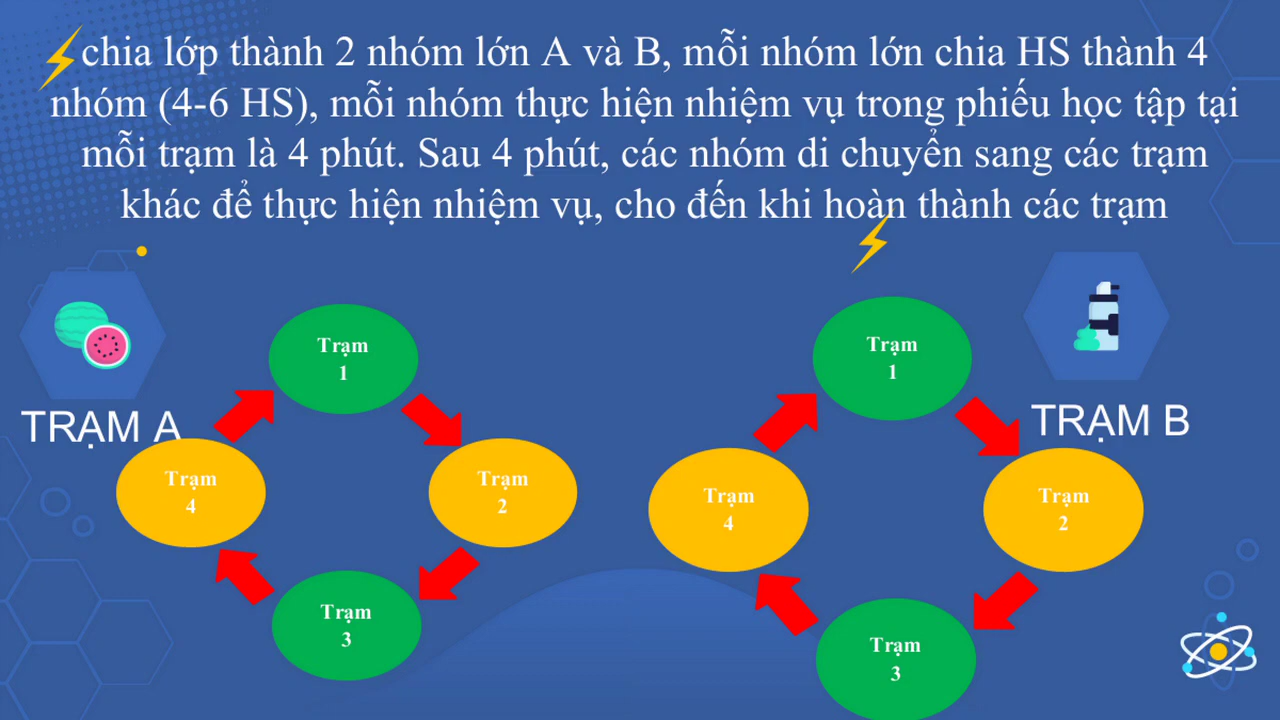 chia lớp thành 2 nhóm lớn A và B, mỗi nhóm lớn chia HS thành 4
nhóm (4-6 HS), mỗi nhóm thực hiện nhiệm vụ trong phiếu học tập tại
mỗi trạm là 4 phút. Sau 4 phút, các nhóm di chuyển sang các trạm
khác để thực hiện nhiệm vụ, cho đến khi hoàn thành các trạm
TRẠM A
Trạm
1
Trạm
2
Trạm
3
Trạm
4
TRẠM B
Trạm
1
Trạm
2
Trạm
3
Trạm
4